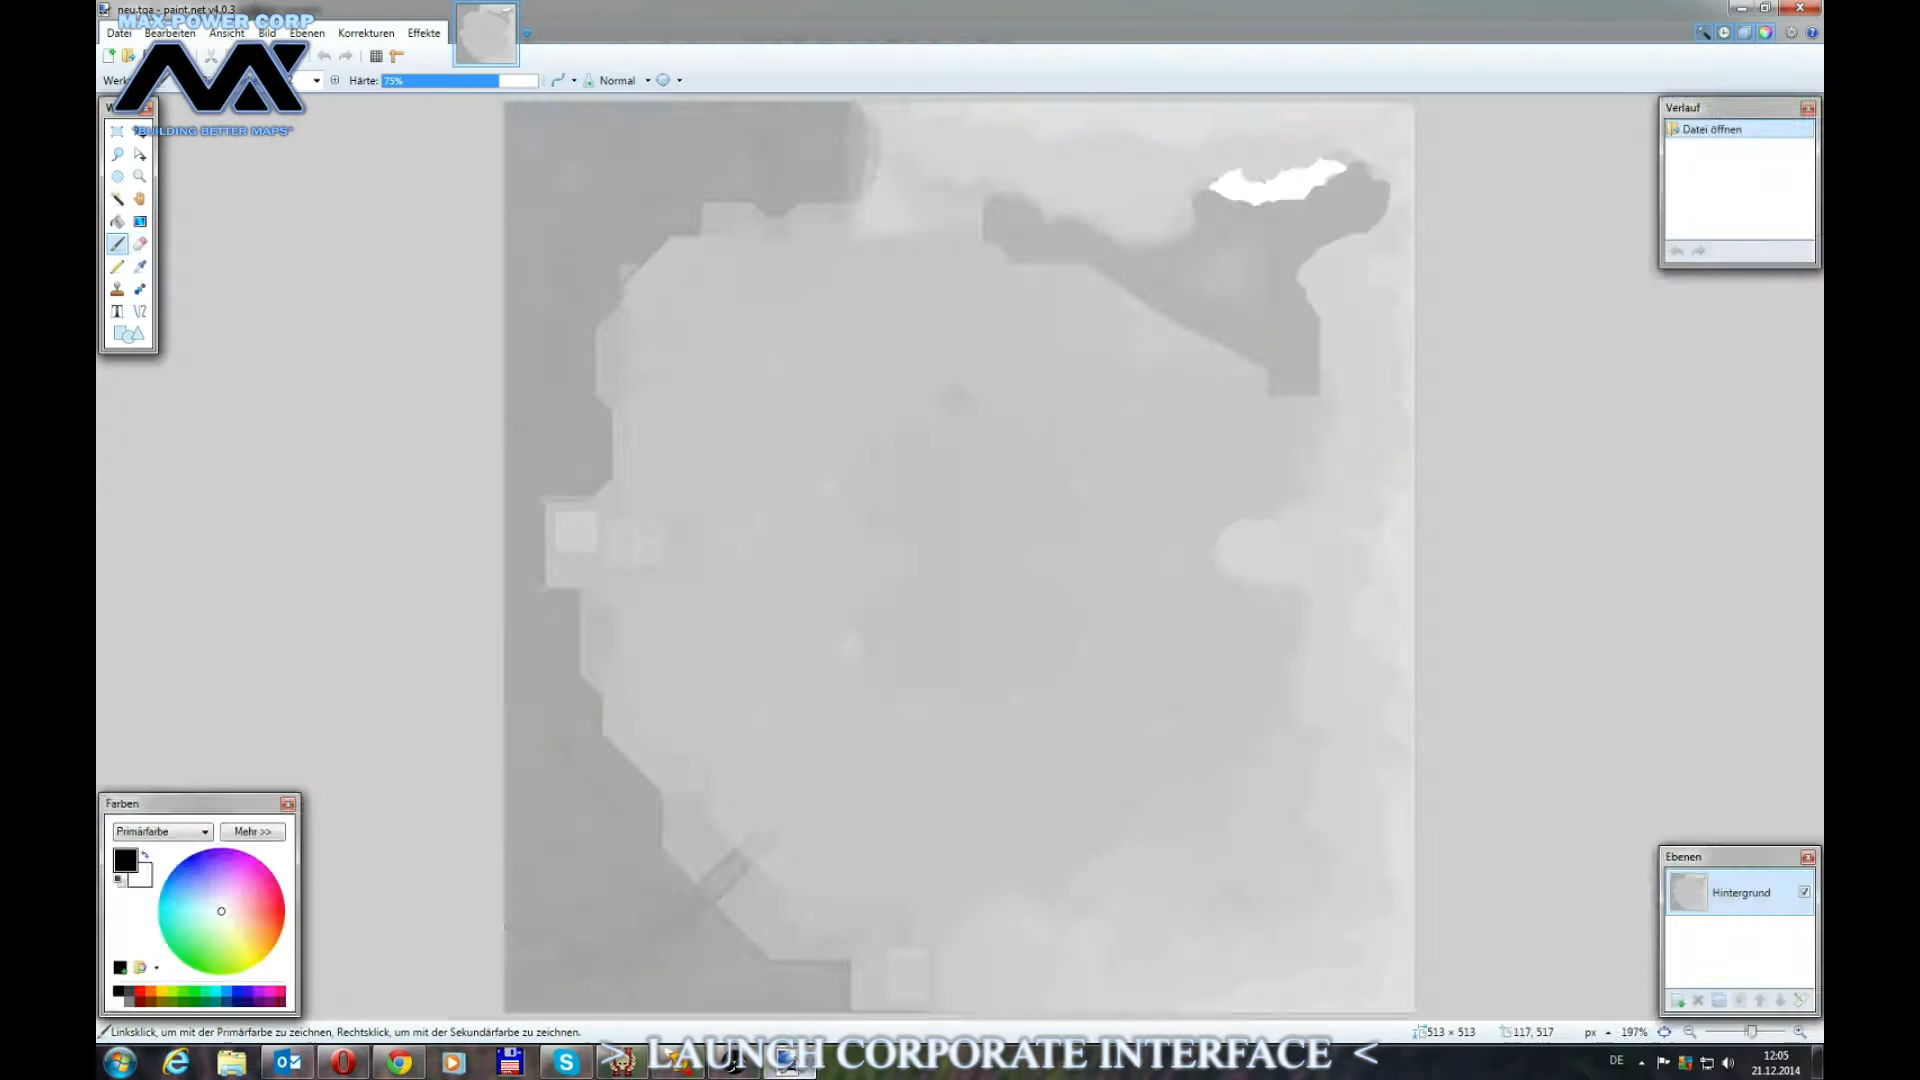 neu.tga - paint.net v4.0.3
MAX-POWER CORP
Datei Bearbeiten Ansicht Bild Ebenen Korrekturen Effekte
Härte: 75% Normal
"BUILDING BETTER MAPS"
Verlauf
Datei öffnen
Farben
Primärfarbe Mehr >>
Ebenen
Hintergrund
Linksklick, um mit der Primärfarbe zu zeichnen, Rechtsklick, um mit der Sekundärfarbe zu zeichnen.
513 × 513 117, 517 px 197%
> LAUNCH CORPORATE INTERFACE <
DE 12:05
21.12.2014